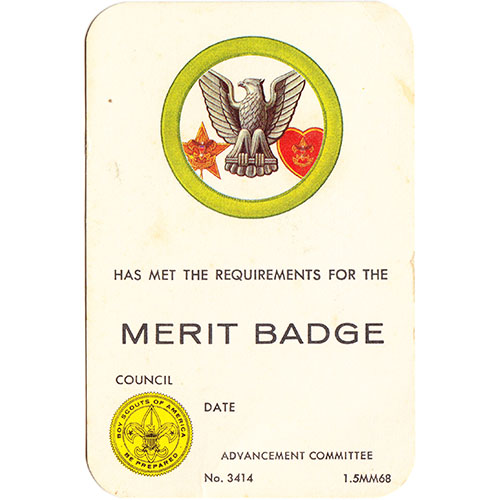 HAS MET THE REQUIREMENTS FOR THE
MERIT BADGE
COUNCIL
BOY SCOUTS OF AMERICA
BE PREPARED
DATE
ADVANCEMENT COMMITTEE
No. 3414 1.5MM68